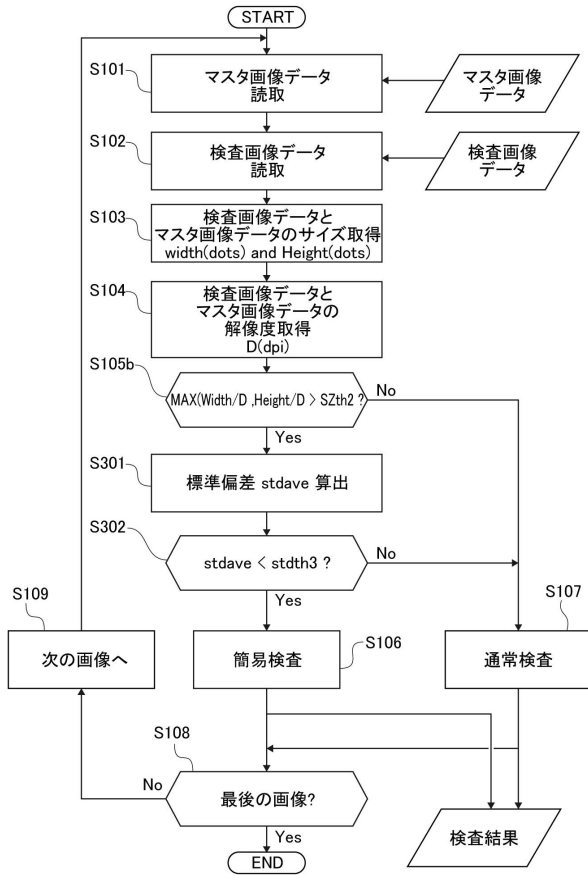 START
S101
マスタ画像データ
読取
マスタ画像
データ
S102
検査画像データ
読取
検査画像
データ
S103
検査画像データと
マスタ画像データのサイズ取得
width(dots) and Height(dots)
S104
検査画像データと
マスタ画像データの
解像度取得
D(dpi)
S105b
MAX(Width/D ,Height/D > SZth2 ?
No
Yes
S301
標準偏差 stdave 算出
S302
stdave < stdth3 ?
No
Yes
S109
次の画像へ
簡易検査
S106
S107
通常検査
S108
最後の画像?
No
Yes
検査結果
END